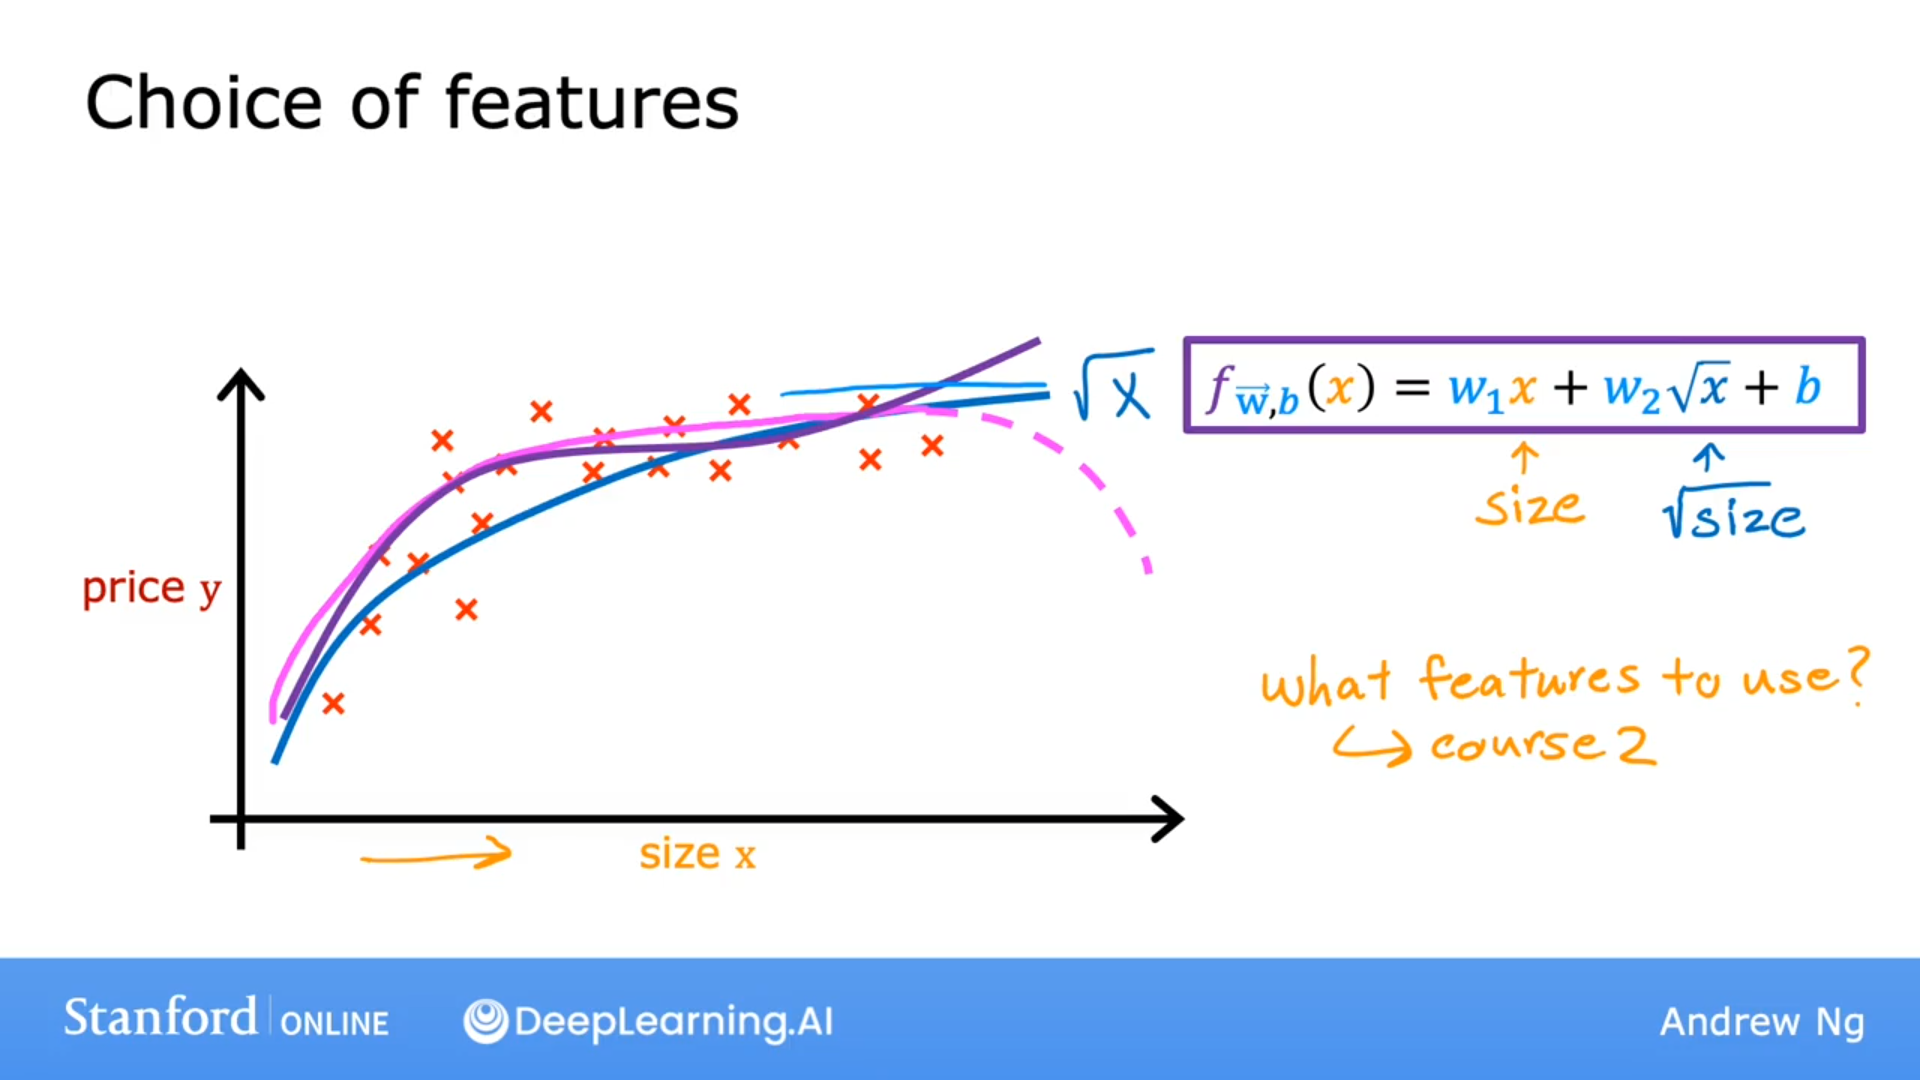 Choice of features
√x
f w⃗,b (x) = w₁x + w₂√x + b
size
√size
price y
what features to use?
↪ course 2
size x
Stanford | ONLINE
DeepLearning.AI
Andrew Ng